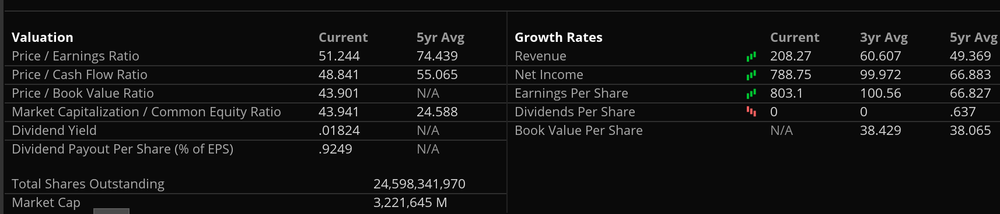 Valuation Current 5yr Avg
Price / Earnings Ratio 51.244 74.439
Price / Cash Flow Ratio 48.841 55.065
Price / Book Value Ratio 43.901 N/A
Market Capitalization / Common Equity Ratio 43.941 24.588
Dividend Yield .01824 N/A
Dividend Payout Per Share (% of EPS) .9249 N/A
Total Shares Outstanding 24,598,341,970
Market Cap 3,221,645 M
Growth Rates Current 3yr Avg 5yr Avg
Revenue 208.27 60.607 49.369
Net Income 788.75 99.972 66.883
Earnings Per Share 803.1 100.56 66.827
Dividends Per Share 0 0 .637
Book Value Per Share N/A 38.429 38.065